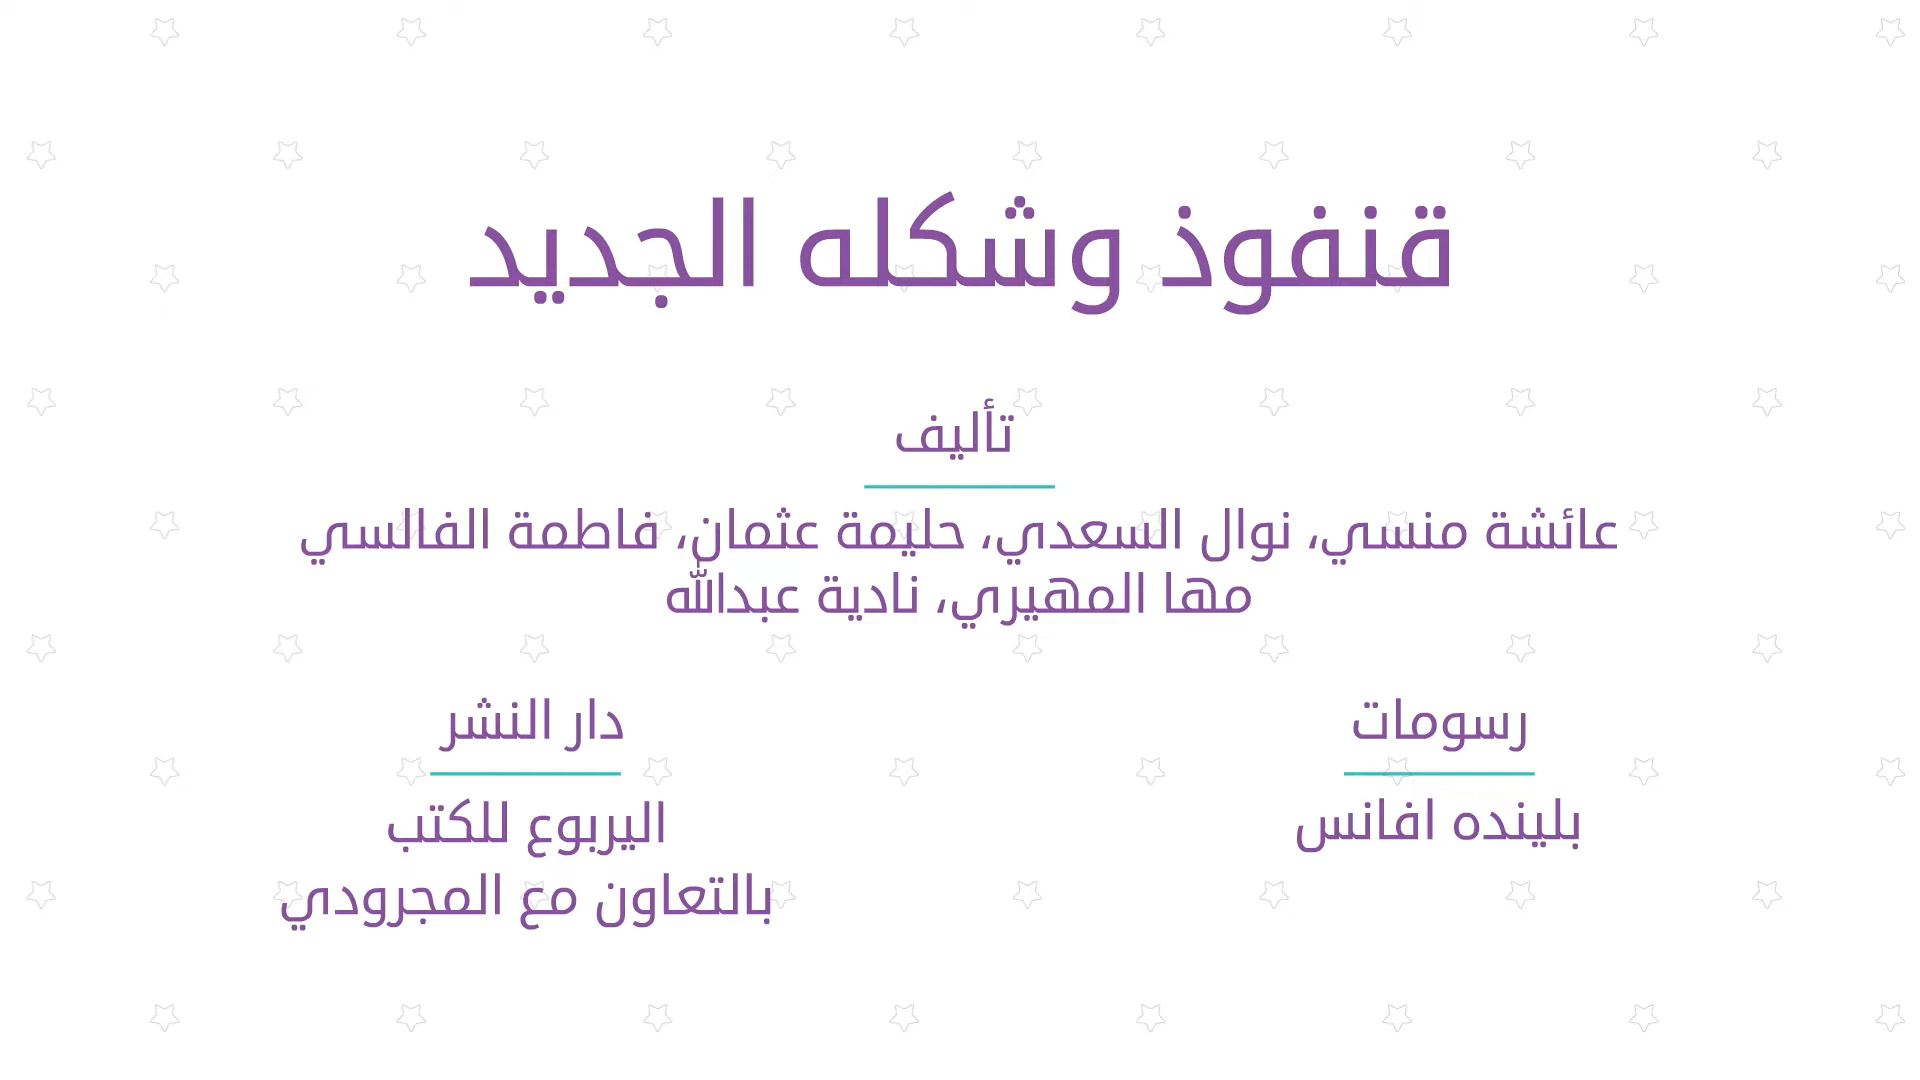 قنفوذ وشكله الجديد
تأليف
عائشة منسي، نوال السعدي، حليمة عثمان، فاطمة الفالسي
مها المهيري، نادية عبدالله
رسومات
بلينده افانس
دار النشر
اليربوع للكتب
بالتعاون مع المجرودي